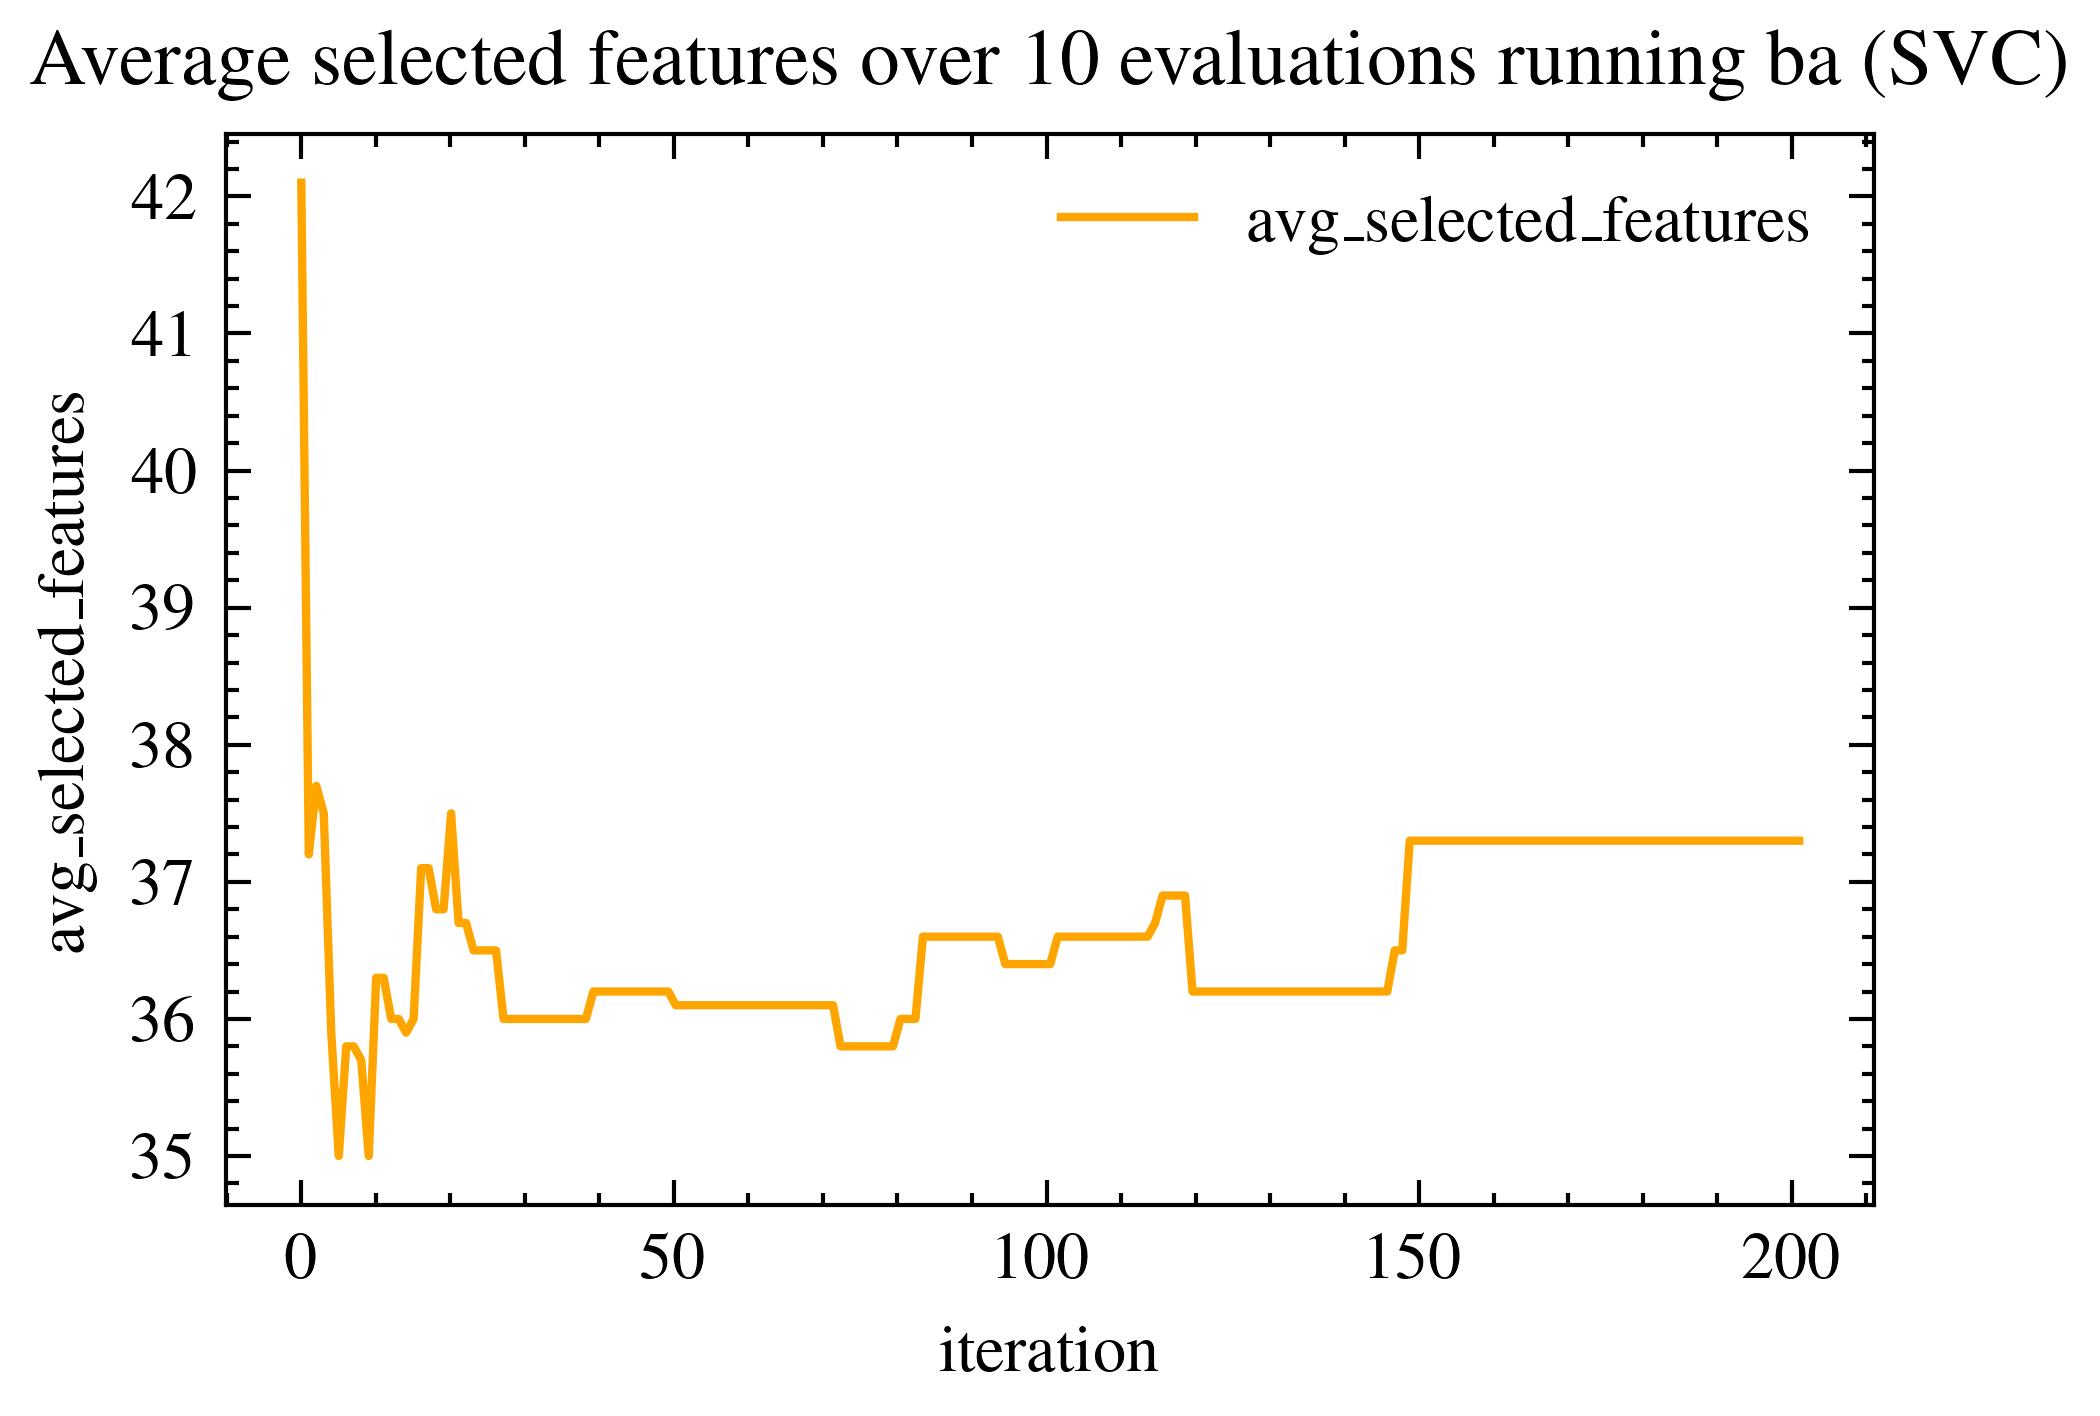 Average selected features over 10 evaluations running ba (SVC)
avg_selected_features
42
41
40
39
38
37
36
35
avg_selected_features
0 50 100 150 200
iteration